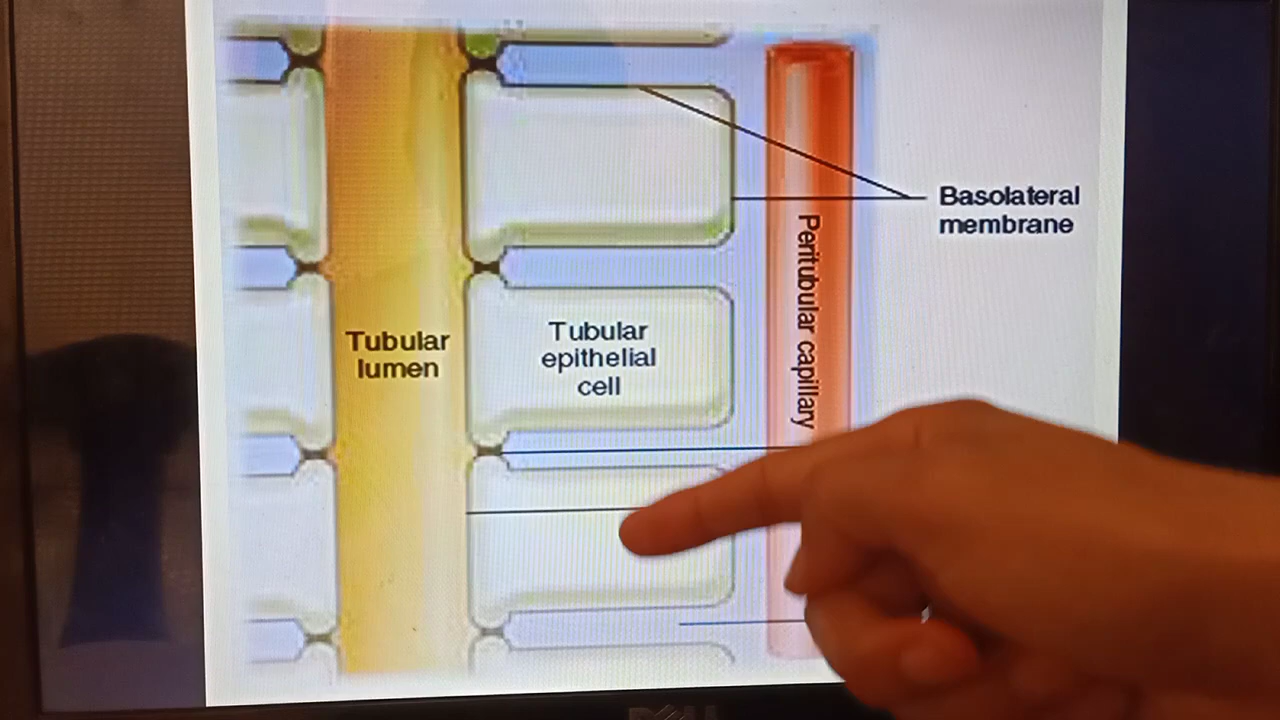 Basolateral
membrane
Peritubular capillary
Tubular
lumen
Tubular
epithelial
cell